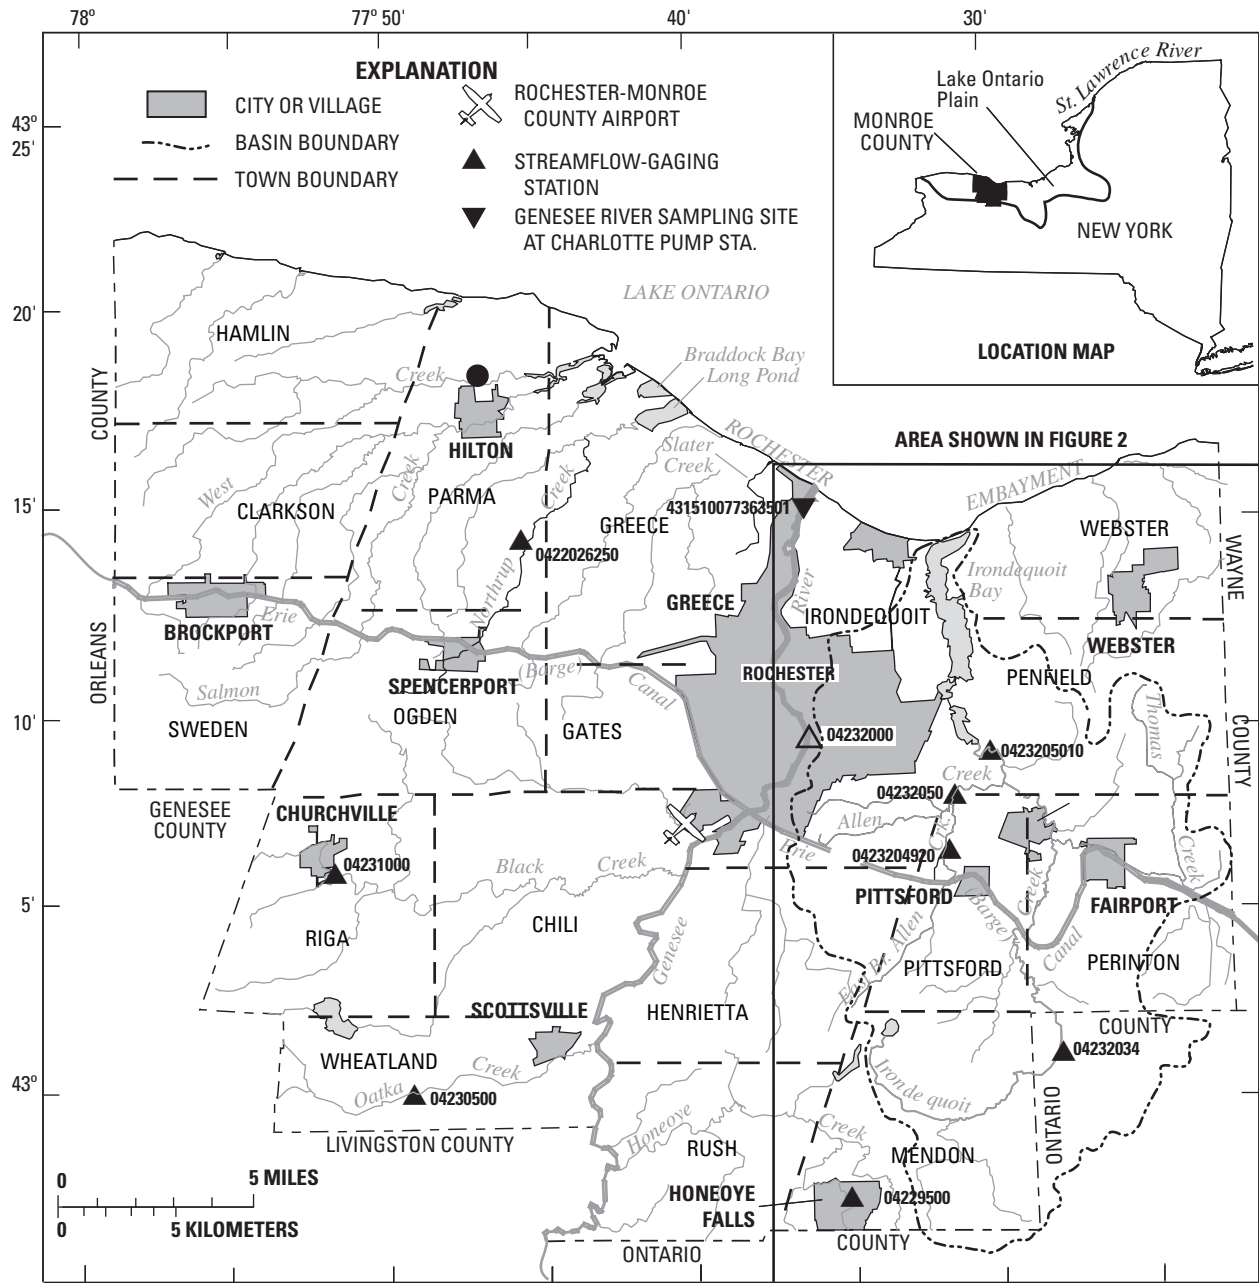 78º
77º 50'
40'
30'
EXPLANATION
CITY OR VILLAGE
BASIN BOUNDARY
TOWN BOUNDARY
ROCHESTER-MONROE
COUNTY AIRPORT
STREAMFLOW-GAGING
STATION
GENESEE RIVER SAMPLING SITE
AT CHARLOTTE PUMP STA.
St. Lawrence River
Lake Ontario
Plain
MONROE
COUNTY
NEW YORK
LOCATION MAP
43º
25'
20'
15'
10'
5'
43º
LAKE ONTARIO
HAMLIN
Braddock Bay
Long Pond
Creek
COUNTY
HILTON
ROCHESTER
AREA SHOWN IN FIGURE 2
Slater
Creek
EMBAYMENT
West
Creek
PARMA
Creek
CLARKSON
GREECE
431510077363501
WEBSTER
0422026250
WAYNE
Irondequoit
Bay
Northrup
River
GREECE
IRONDEQUOIT
BROCKPORT
Erie
WEBSTER
ORLEANS
(Barge)
ROCHESTER
PENFIELD
SPENCERPORT
Canal
Salmon
OGDEN
Thomas
SWEDEN
GATES
04232000
0423205010
COUNTY
Creek
GENESEE
COUNTY
04232050
CHURCHVILLE
Allen
Crk.
Erie
0423204920
04231000
Black
Creek
Creek
PITTSFORD
Creek
FAIRPORT
(Barge)
CHILI
RIGA
Genesee
Canal
East Br. Allen
PITTSFORD
PERINTON
SCOTTSVILLE
HENRIETTA
COUNTY
04232034
WHEATLAND
Creek
Oatka
04230500
Irondequoit
ONTARIO
LIVINGSTON COUNTY
Honeoye
Creek
RUSH
MENDON
0
5 MILES
HONEOYE
FALLS
04229500
0
5 KILOMETERS
ONTARIO
COUNTY